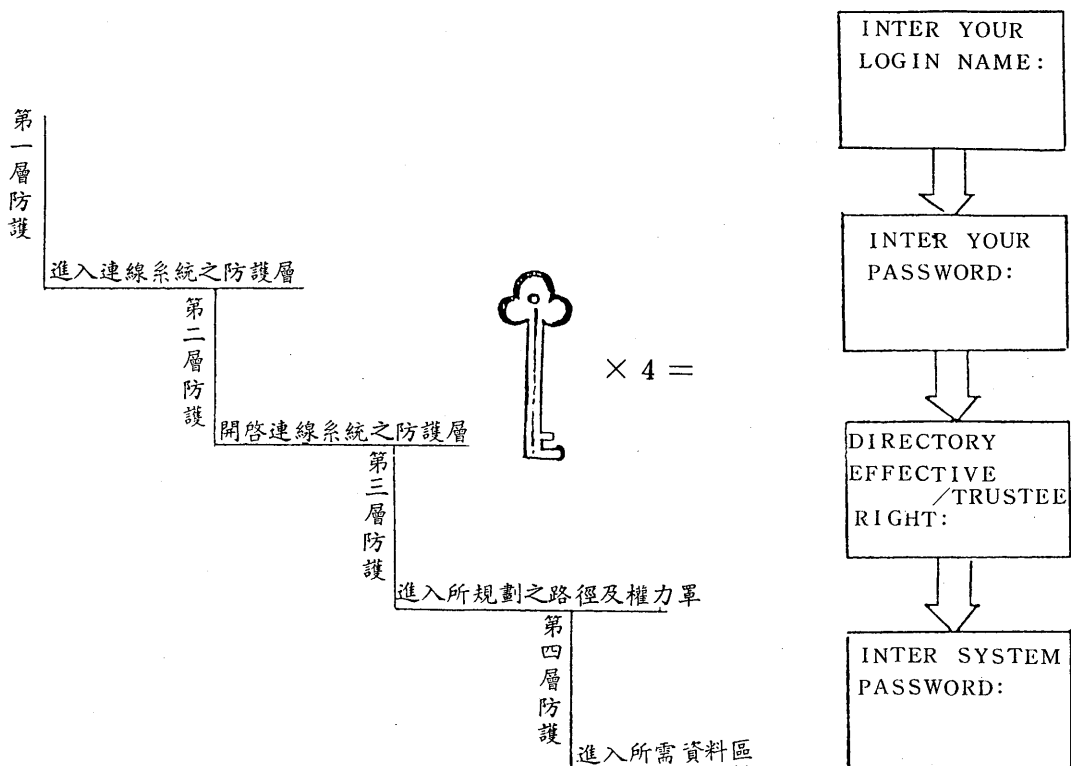 第一層防護
進入連線系統之防護層
第二層防護
開啓連線系統之防護層
第三層防護
進入所規劃之路徑及權力罩
第四層防護
進入所需資料區
× 4 =
INTER YOUR
LOGIN NAME:
INTER YOUR
PASSWORD:
DIRECTORY
EFFECTIVE
/TRUSTEE
RIGHT:
INTER SYSTEM
PASSWORD: